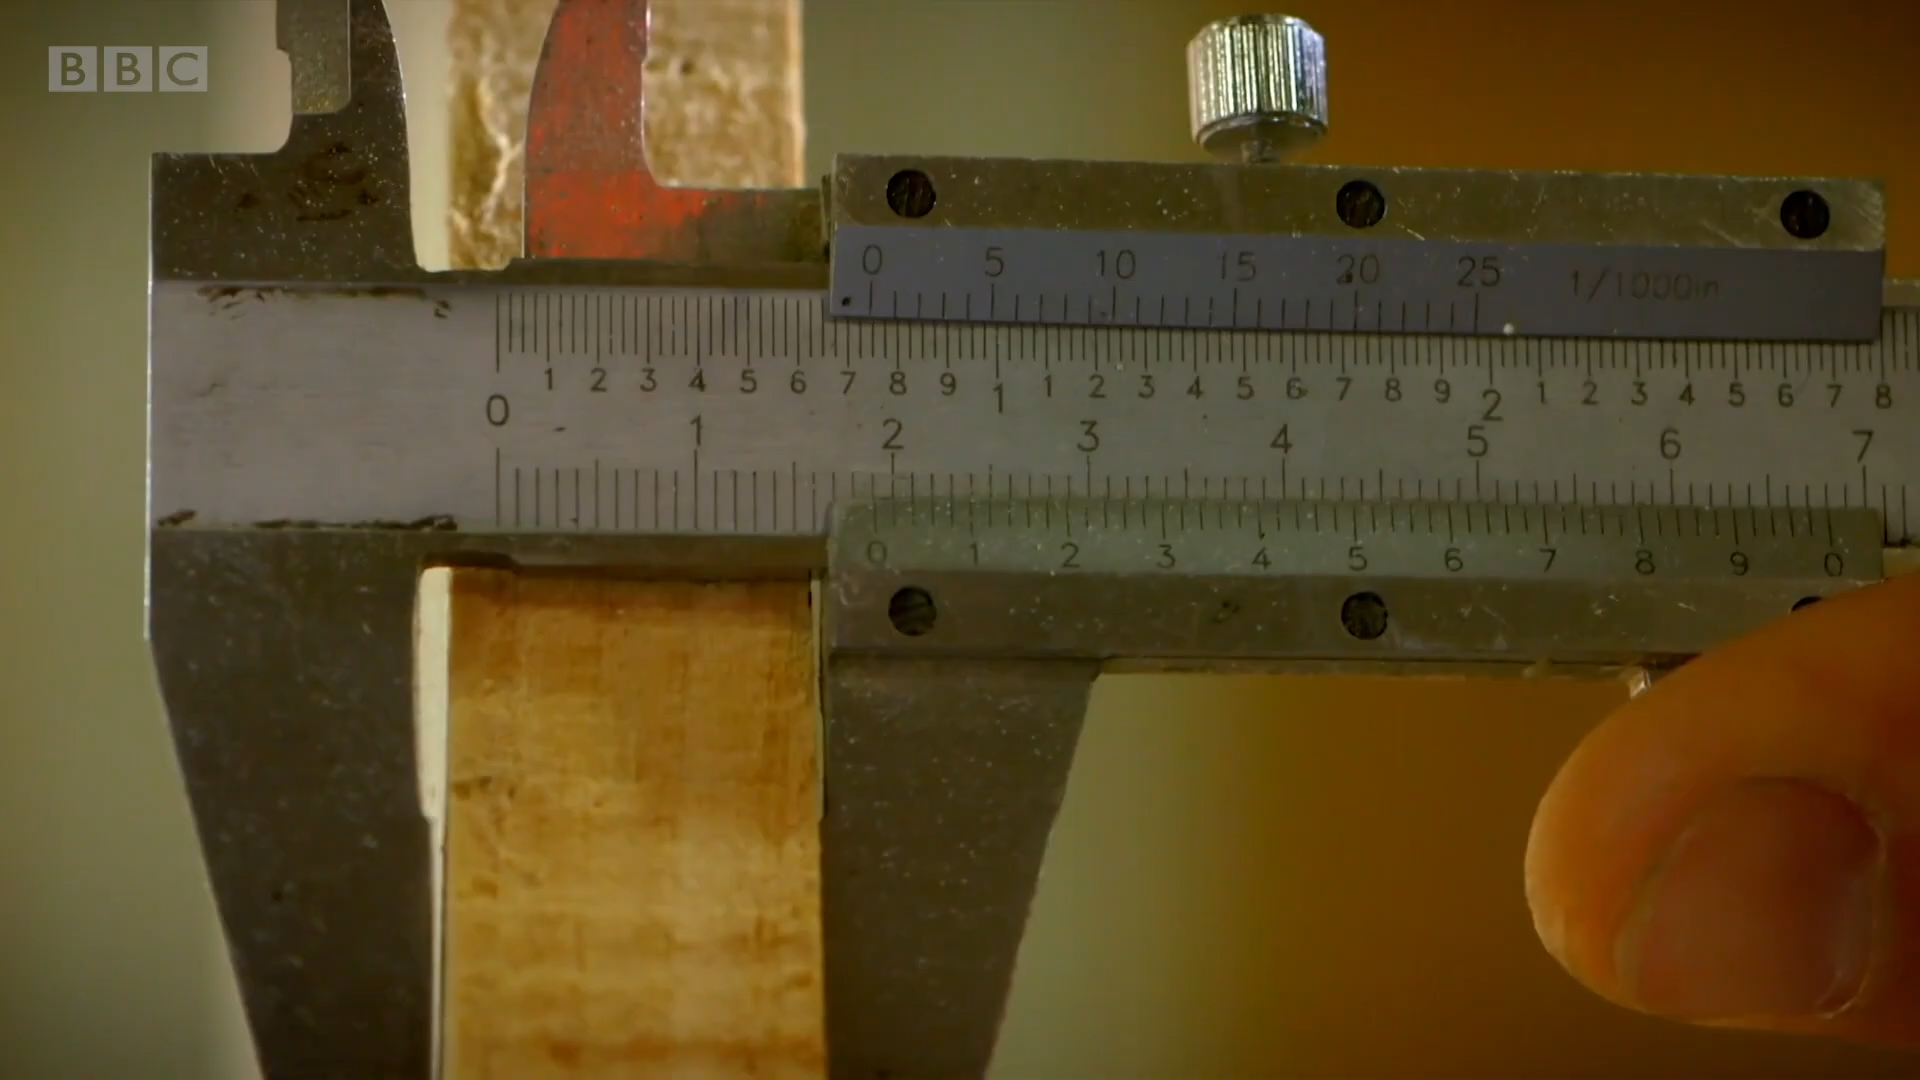 BBC
0 5 10 15 20 25 1/1000in
1 2 3 4 5 6 7 8 9 1 2 3 4 5 6 7 8 9 1 2 3 4 5 6 7 8
0 1 2
1 2 3 4 5 6 7
0 1 2 3 4 5 6 7 8 9 0